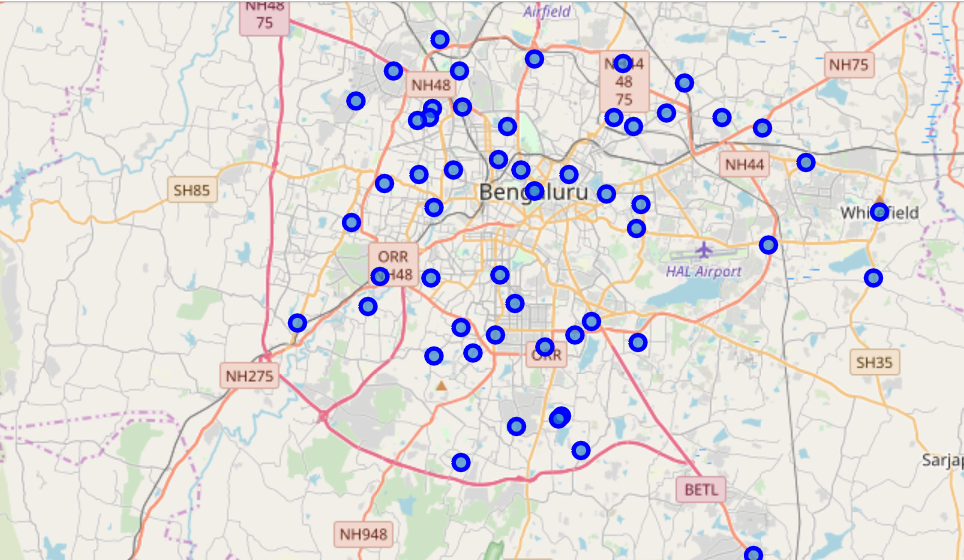 NH48
75
Airfield
NH48
NH44
48
75
NH75
NH44
SH85
Bengaluru
Whitefield
ORR
NH48
HAL Airport
NH275
ORR
SH35
Sarjap
BETL
NH948